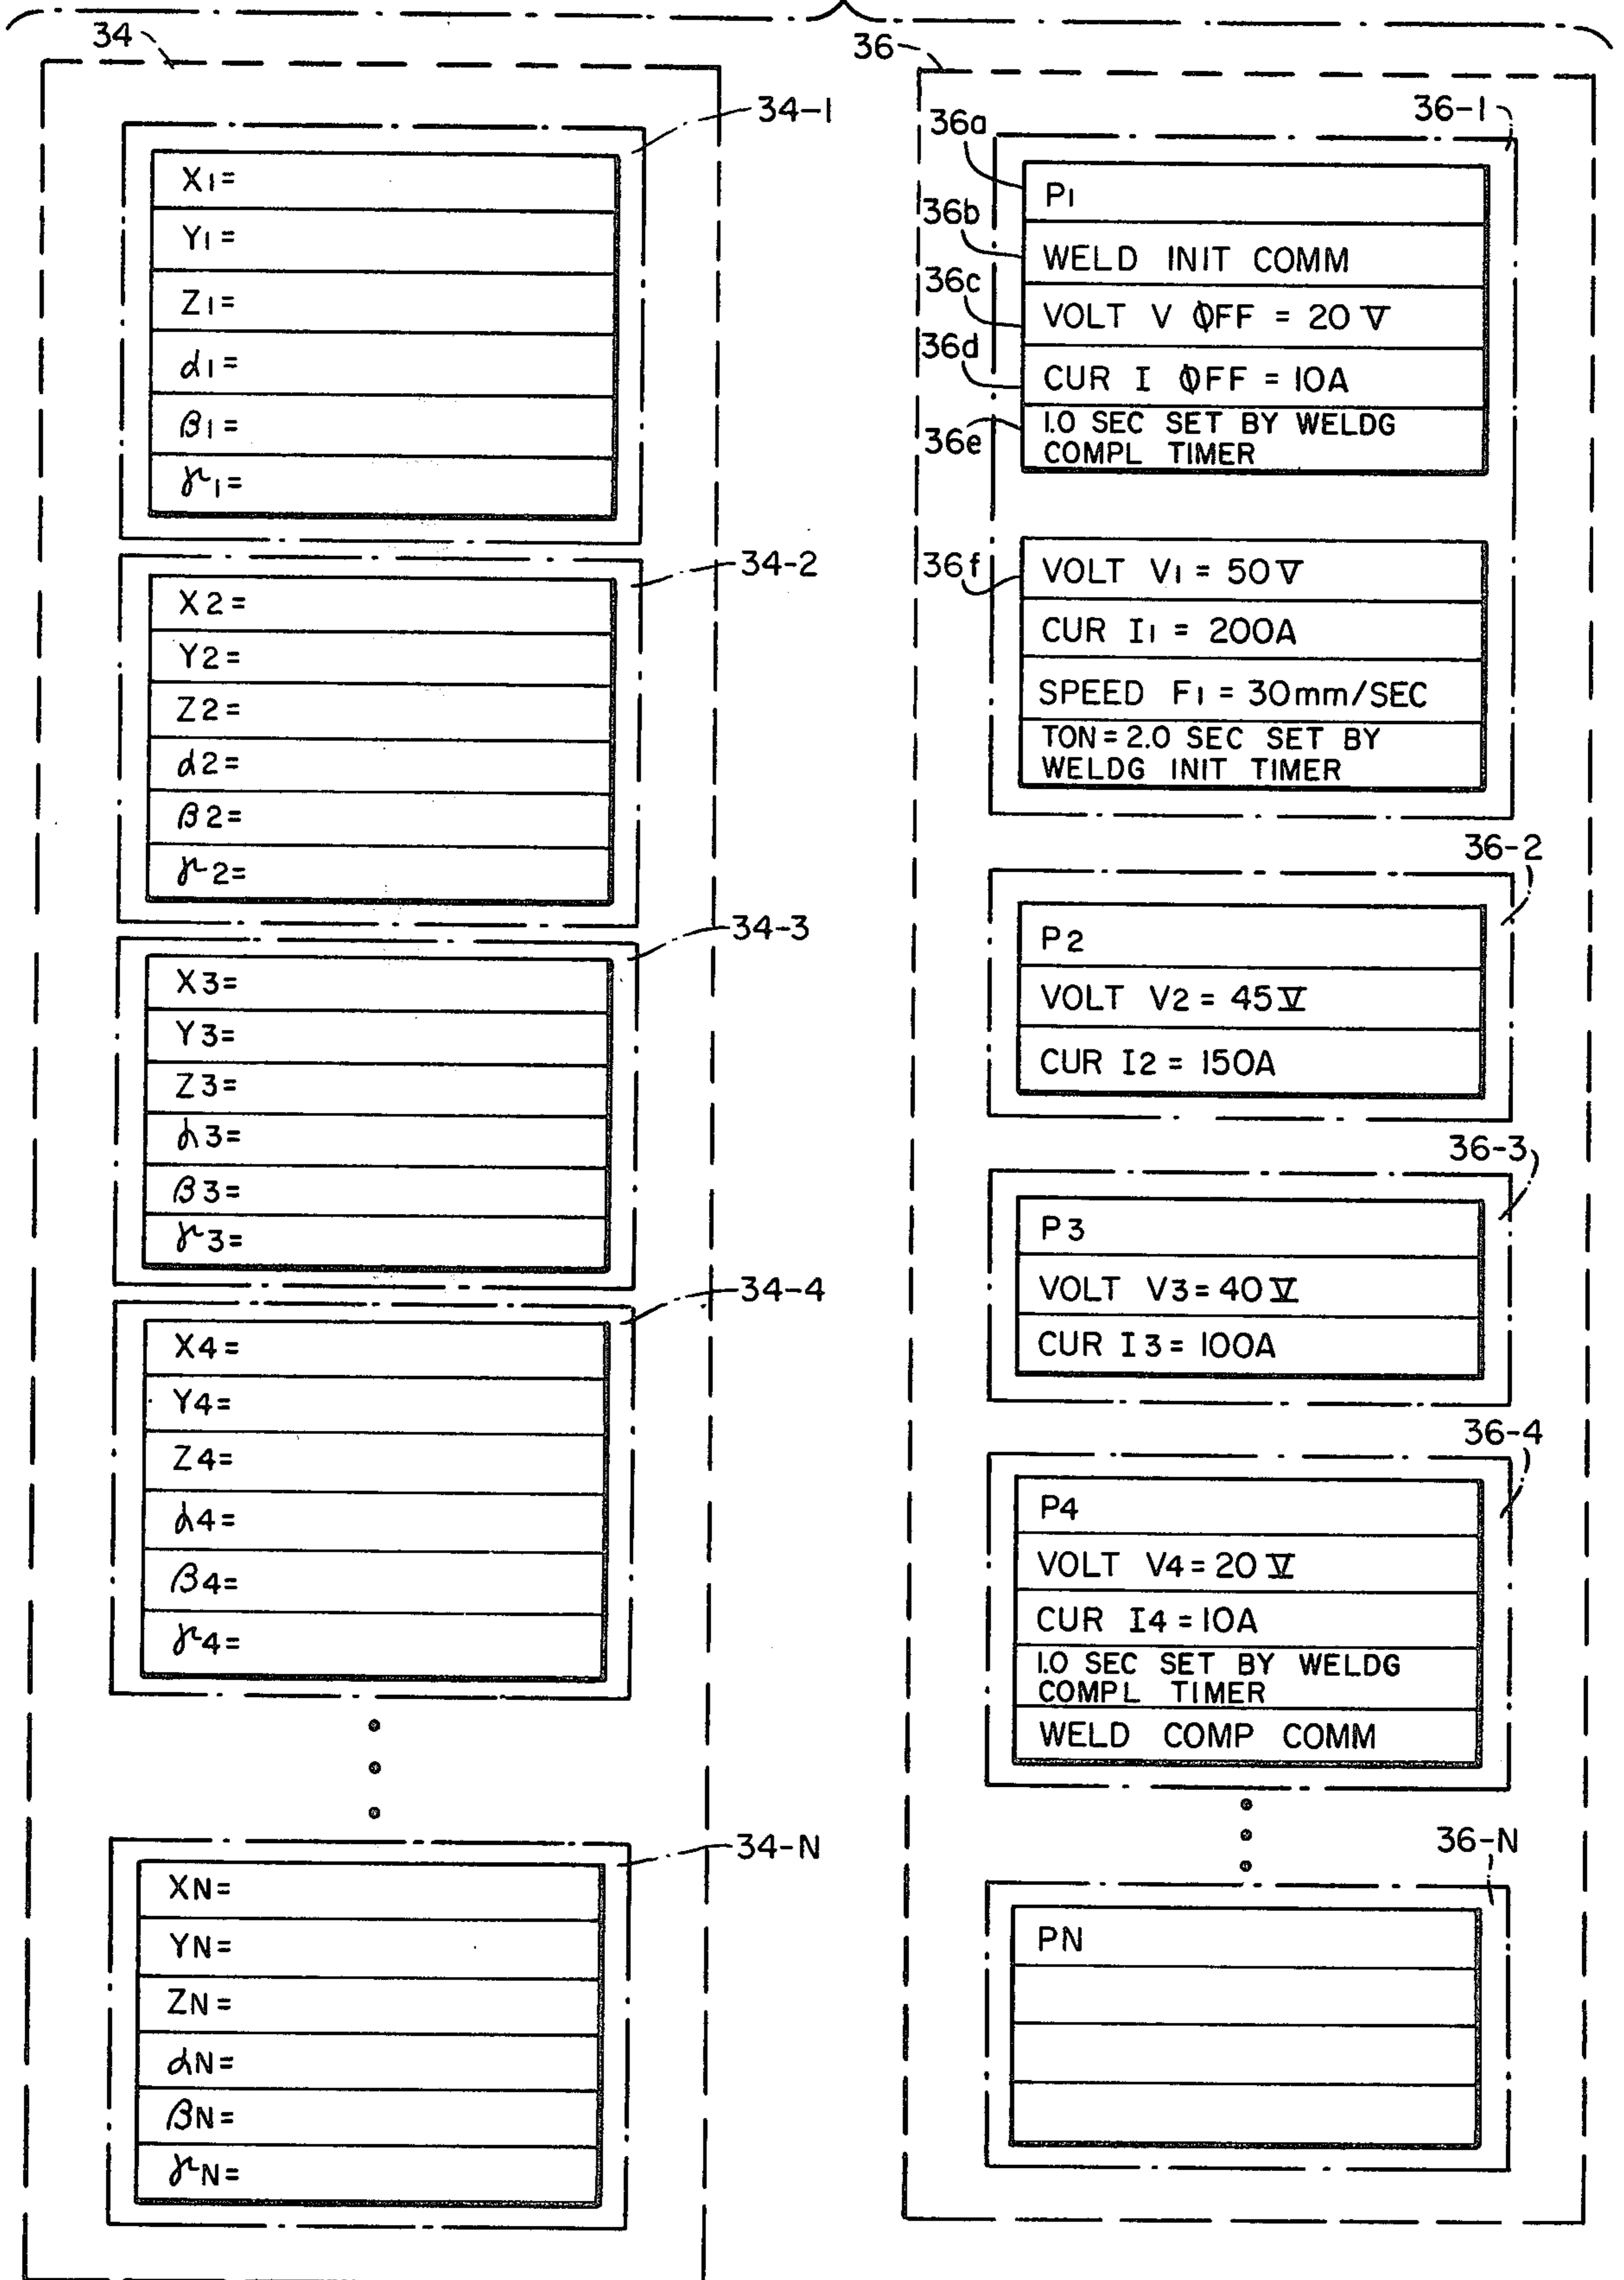 34
34-1
X1=
Y1=
Z1=
α1=
β1=
γ1=
34-2
X2=
Y2=
Z2=
α2=
β2=
γ2=
34-3
X3=
Y3=
Z3=
α3=
β3=
γ3=
34-4
X4=
Y4=
Z4=
α4=
β4=
γ4=
34-N
XN=
YN=
ZN=
αN=
βN=
γN=
36
36-1
36a
P1
36b
WELD INIT COMM
36c
VOLT V ØFF = 20 V
36d
CUR I ØFF = 10A
36e
1.0 SEC SET BY WELDG
COMPL TIMER
36f
VOLT V1 = 50 V
CUR I1 = 200A
SPEED F1 = 30mm/SEC
TON = 2.0 SEC SET BY
WELDG INIT TIMER
36-2
P2
VOLT V2 = 45 V
CUR I2 = 150A
36-3
P3
VOLT V3 = 40 V
CUR I3 = 100A
36-4
P4
VOLT V4 = 20 V
CUR I4 = 10A
1.0 SEC SET BY WELDG
COMPL TIMER
WELD COMP COMM
36-N
PN